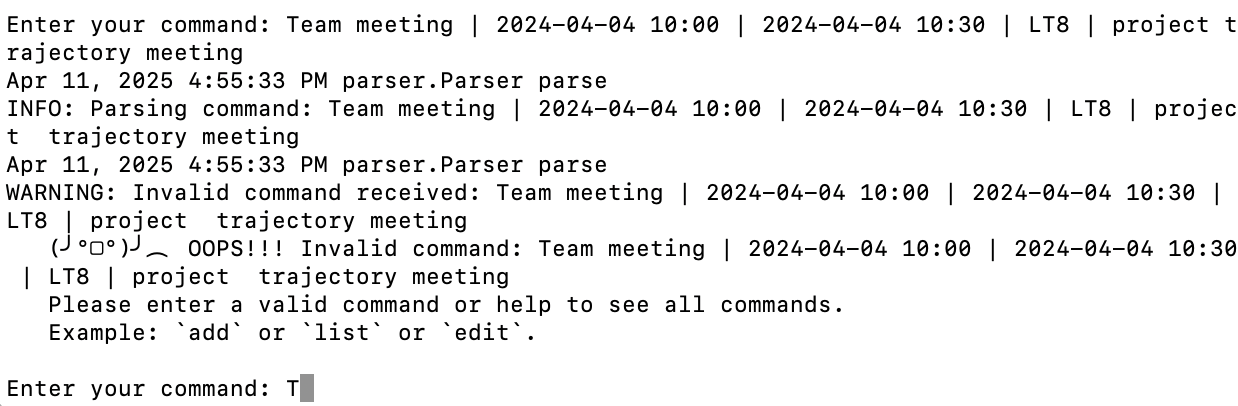 Enter your command: Team meeting | 2024-04-04 10:00 | 2024-04-04 10:30 | LT8 | project t
rajectory meeting
Apr 11, 2025 4:55:33 PM parser.Parser parse
INFO: Parsing command: Team meeting | 2024-04-04 10:00 | 2024-04-04 10:30 | LT8 | projec
t  trajectory meeting
Apr 11, 2025 4:55:33 PM parser.Parser parse
WARNING: Invalid command received: Team meeting | 2024-04-04 10:00 | 2024-04-04 10:30 |
LT8 | project  trajectory meeting
   (╯°□°)╯︵ OOPS!!! Invalid command: Team meeting | 2024-04-04 10:00 | 2024-04-04 10:30
 | LT8 | project  trajectory meeting
   Please enter a valid command or help to see all commands.
   Example: `add` or `list` or `edit`.
Enter your command: T